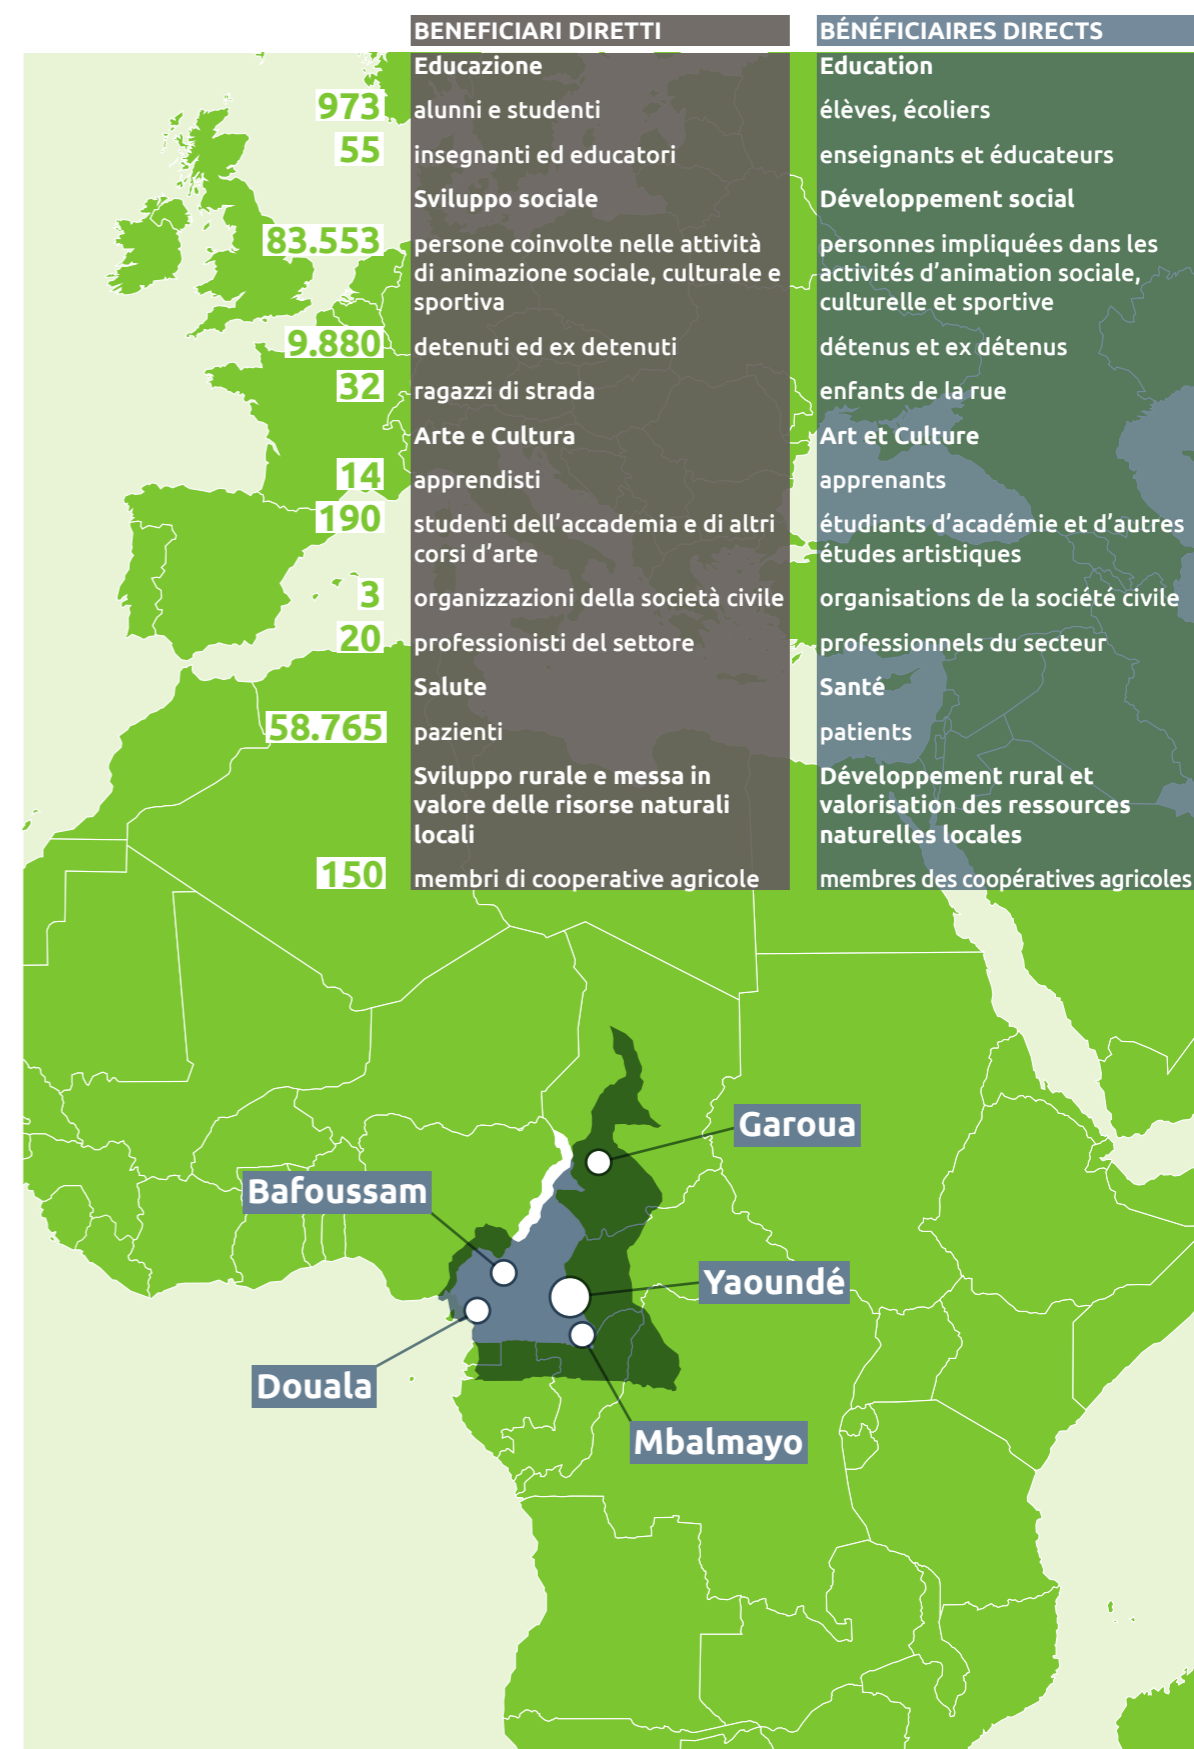 BENEFICIARI DIRETTI BÉNÉFICIAIRES DIRECTS
Educazione Education
973 alunni e studenti élèves, écoliers
55 insegnanti ed educatori enseignants et éducateurs
Sviluppo sociale Développement social
83.553 persone coinvolte nelle attività personnes impliquées dans les
di animazione sociale, culturale e activités d’animation sociale,
sportiva culturelle et sportive
9.880 detenuti ed ex detenuti détenus et ex détenus
32 ragazzi di strada enfants de la rue
Arte e Cultura Art et Culture
14 apprendisti apprenants
190 studenti dell’accademia e di altri étudiants d’académie et d’autres
corsi d’arte études artistiques
3 organizzazioni della società civile organisations de la société civile
20 professionisti del settore professionnels du secteur
Salute Santé
58.765 pazienti patients
Sviluppo rurale e messa in Développement rural et
valore delle risorse naturali valorisation des ressources
locali naturelles locales
150 membri di cooperative agricole membres des coopératives agricoles
Garoua
Bafoussam
Yaoundé
Douala
Mbalmayo